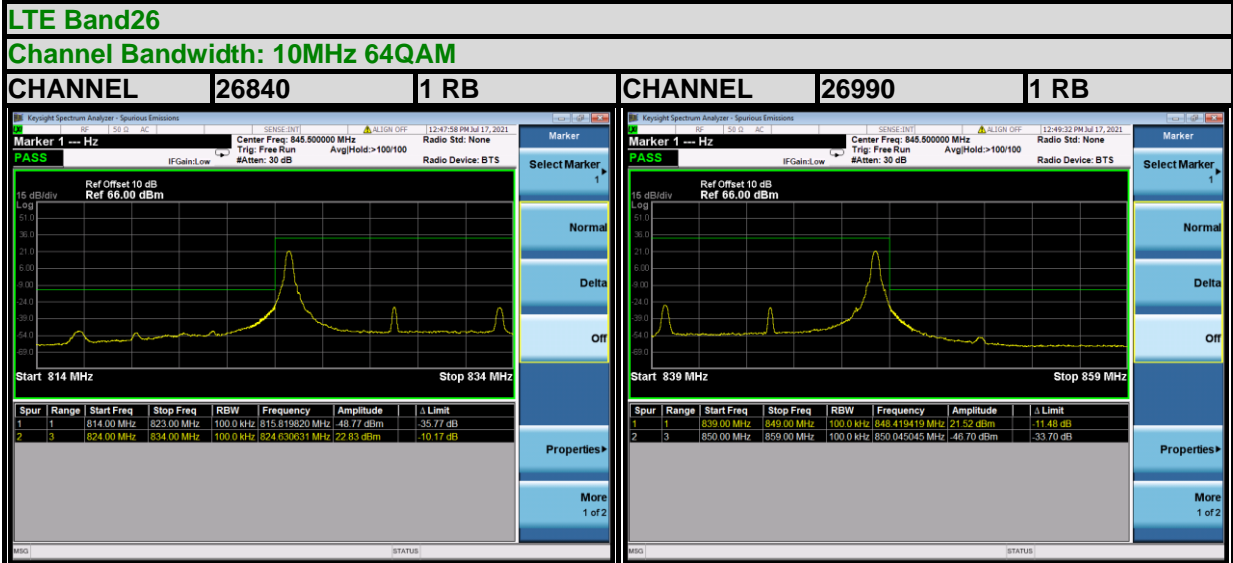 LTE Band26
Channel Bandwidth: 10MHz 64QAM
CHANNEL 26840 1 RB CHANNEL 26990 1 RB
Keysight Spectrum Analyzer - Spurious Emissions
RF 50 Ω AC SENSE:INT ALIGN OFF 12:47:58 PM Jul 17, 2021
Marker 1 --- Hz
Center Freq: 845.500000 MHz
Radio Std: None
Trig: Free Run Avg|Hold:>100/100
PASS
IFGain:Low
#Atten: 30 dB
Radio Device: BTS
Ref Offset 10 dB
15 dB/div Ref 66.00 dBm
Log
51.0
36.0
21.0
6.00
-9.00
-24.0
-39.0
-54.0
-69.0
Start 814 MHz Stop 834 MHz
Spur Range Start Freq Stop Freq RBW Frequency Amplitude Δ Limit
1 1 814.00 MHz 823.00 MHz 100.0 kHz 815.819820 MHz -48.77 dBm -35.77 dB
2 3 824.00 MHz 834.00 MHz 100.0 kHz 824.630631 MHz 22.83 dBm -10.17 dB
MSG STATUS
Marker
Select Marker
1
Normal
Delta
Off
Properties
More
1 of 2
Keysight Spectrum Analyzer - Spurious Emissions
RF 50 Ω AC SENSE:INT ALIGN OFF 12:49:32 PM Jul 17, 2021
Marker 1 --- Hz
Center Freq: 845.500000 MHz
Radio Std: None
Trig: Free Run Avg|Hold:>100/100
PASS
IFGain:Low
#Atten: 30 dB
Radio Device: BTS
Ref Offset 10 dB
15 dB/div Ref 66.00 dBm
Log
51.0
36.0
21.0
6.00
-9.00
-24.0
-39.0
-54.0
-69.0
Start 839 MHz Stop 859 MHz
Spur Range Start Freq Stop Freq RBW Frequency Amplitude Δ Limit
1 1 839.00 MHz 849.00 MHz 100.0 kHz 848.419419 MHz 21.52 dBm -11.48 dB
2 3 850.00 MHz 859.00 MHz 100.0 kHz 850.045045 MHz -46.70 dBm -33.70 dB
MSG STATUS
Marker
Select Marker
1
Normal
Delta
Off
Properties
More
1 of 2